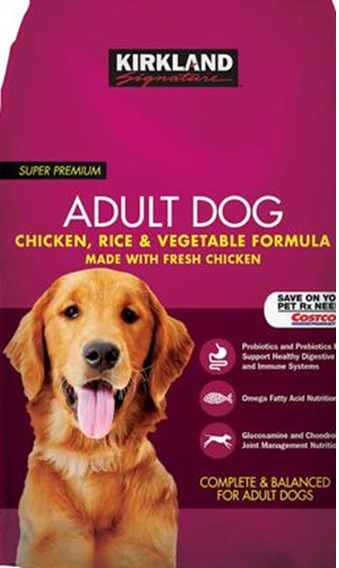 KIRKLAND
Signature
SUPER PREMIUM
ADULT DOG
CHICKEN, RICE & VEGETABLE FORMULA
MADE WITH FRESH CHICKEN
SAVE ON YO
PET Rx NEE
COSTCO
PHARMACY
Probiotics and Prebiotics
Support Healthy Digestive
and Immune Systems
Omega Fatty Acid Nutrition
Glucosamine and Chondro
Joint Management Nutritio
COMPLETE & BALANCED
FOR ADULT DOGS